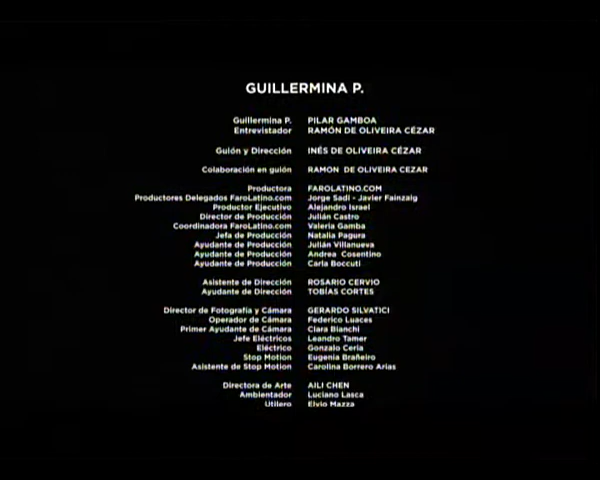 GUILLERMINA P.
Guillermina P. PILAR GAMBOA
Entrevistador RAMÓN DE OLIVEIRA CÉZAR
Guión y Dirección INÉS DE OLIVEIRA CÉZAR
Colaboración en guión RAMON DE OLIVEIRA CEZAR
Productora FAROLATINO.COM
Productores Delegados FaroLatino.com Jorge Sadi - Javier Fainzaig
Productor Ejecutivo Alejandro Israel
Director de Producción Julián Castro
Coordinadora FaroLatino.com Valeria Gamba
Jefa de Producción Natalia Pagura
Ayudante de Producción Julián Villanueva
Ayudante de Producción Andrea Cosentino
Ayudante de Producción Carla Boccuti
Asistente de Dirección ROSARIO CERVIO
Ayudante de Dirección TOBÍAS CORTES
Director de Fotografía y Cámara GERARDO SILVATICI
Operador de Cámara Federico Luaces
Primer Ayudante de Cámara Clara Bianchi
Jefe Eléctricos Leandro Tamer
Eléctrico Gonzalo Ceria
Stop Motion Eugenia Brañeiro
Asistente de Stop Motion Carolina Borrero Arias
Directora de Arte AILI CHEN
Ambientador Luciano Lasca
Utilero Elvio Mazza